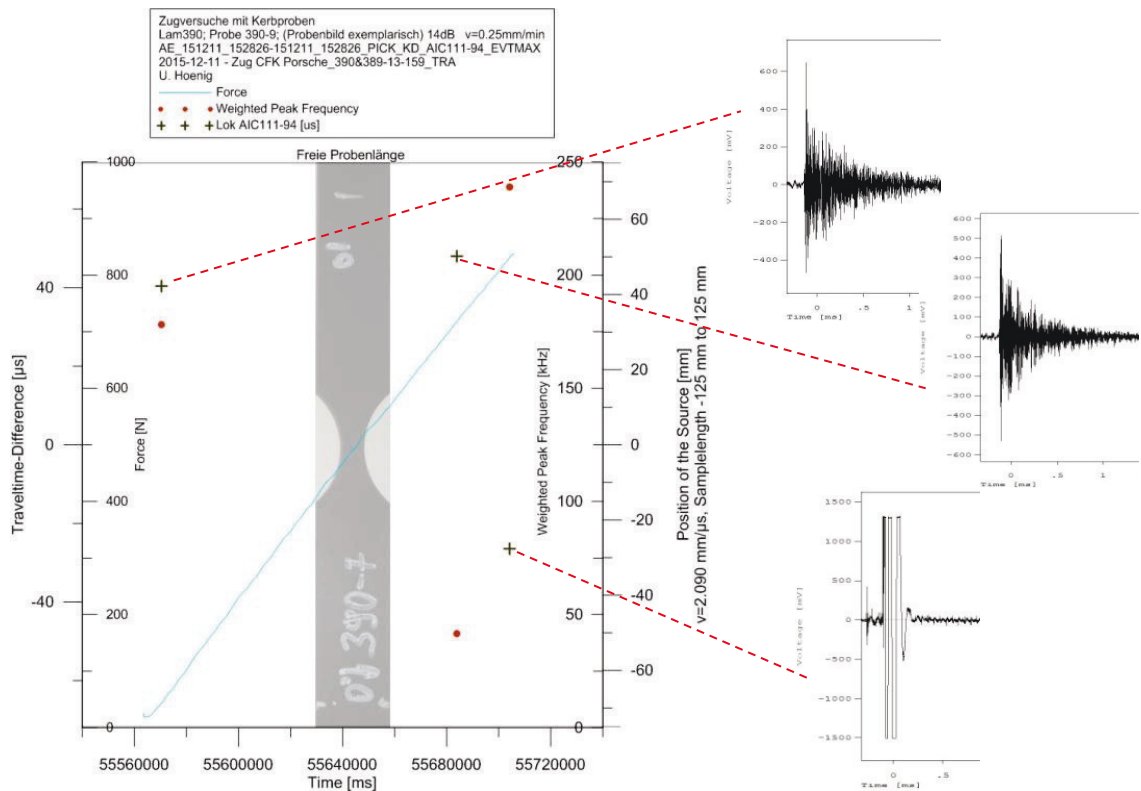 Zugversuche mit Kerbproben
Lam390; Probe 390-9; (Probenbild exemplarisch) 14dB v=0.25mm/min
AE_151211_152826-151211_152826_PICK_KD_AIC111-94_EVTMAX
2015-12-11 - Zug CFK Porsche_390&389-13-159_TRA
U. Hoenig
Force
Weighted Peak Frequency
Lok AIC111-94 [us]
Freie Probenlänge
Traveltime-Difference [µs]
40
0
-40
Force [N]
1000
800
600
400
200
0
Weighted Peak Frequency [kHz]
250
200
150
100
50
0
Position of the Source [mm]
v=2.090 mm/µs, Samplelength -125 mm to 125 mm
60
40
20
0
-20
-40
-60
55560000 55600000 55640000 55680000 55720000
Time [ms]
Voltage [mV]
600
400
200
0
-200
-400
0 1
Time [ms]
Voltage [mV]
600
500
400
300
200
100
0
-100
-200
-300
-400
-500
-600
0 .5 1
Time [ms]
Voltage [mV]
1500
1000
500
0
-500
-1000
-1500
0 .5
Time [ms]